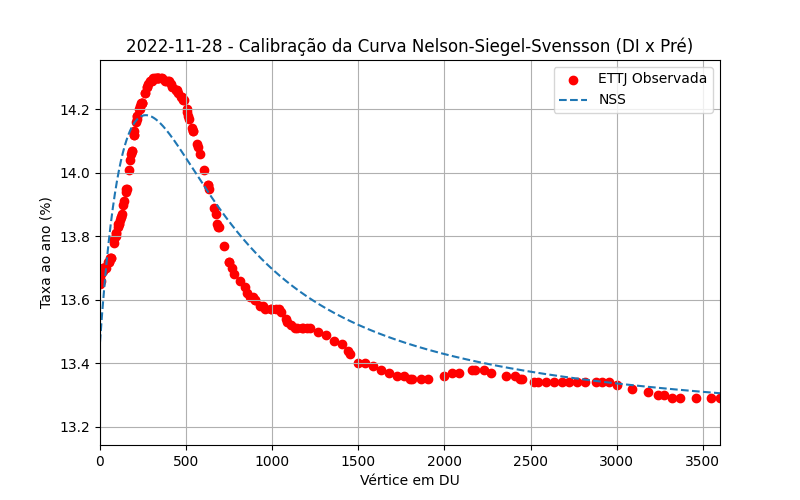 2022-11-28 - Calibração da Curva Nelson-Siegel-Svensson (DI x Pré)
ETTJ Observada
NSS
Taxa ao ano (%)
14.2
14.0
13.8
13.6
13.4
13.2
0 500 1000 1500 2000 2500 3000 3500
Vértice em DU